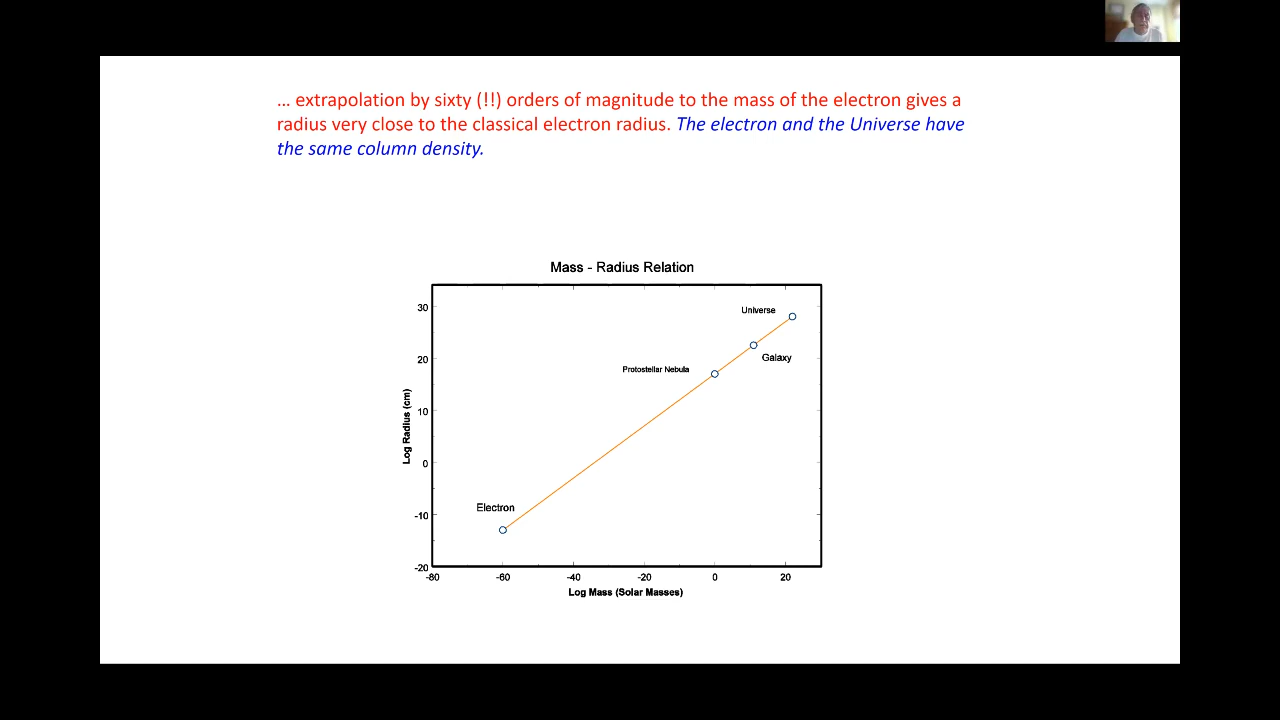 ... extrapolation by sixty (!!) orders of magnitude to the mass of the electron gives a
radius very close to the classical electron radius. The electron and the Universe have
the same column density.
Mass - Radius Relation
30
20
10
0
-10
-20
Log Radius (cm)
Universe
Galaxy
Protostellar Nebula
Electron
-80 -60 -40 -20 0 20
Log Mass (Solar Masses)